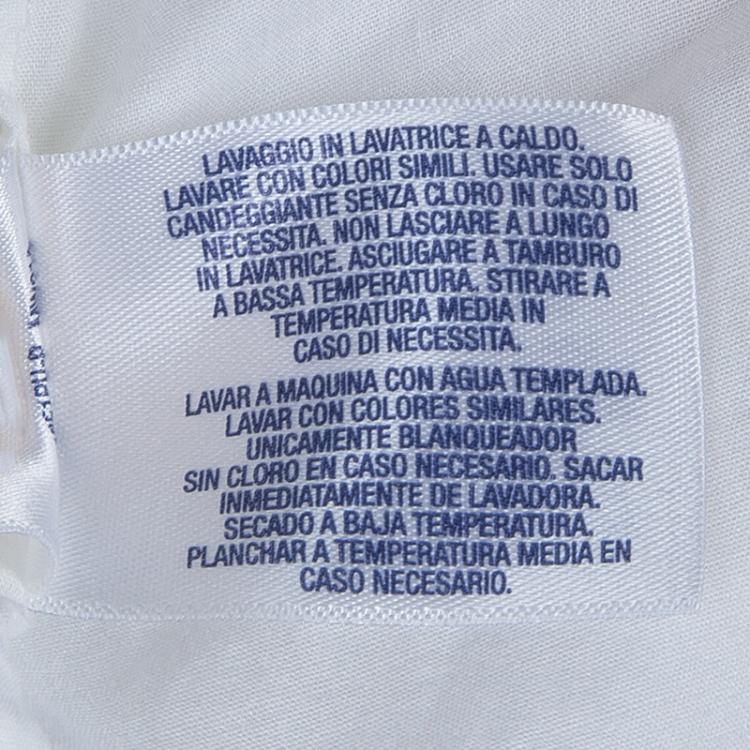 LAVAGGIO IN LAVATRICE A CALDO.
LAVARE CON COLORI SIMILI. USARE SOLO
CANDEGGIANTE SENZA CLORO IN CASO DI
NECESSITA. NON LASCIARE A LUNGO
IN LAVATRICE. ASCIUGARE A TAMBURO
A BASSA TEMPERATURA. STIRARE A
TEMPERATURA MEDIA IN
CASO DI NECESSITA.
LAVAR A MAQUINA CON AGUA TEMPLADA.
LAVAR CON COLORES SIMILARES.
UNICAMENTE BLANQUEADOR
SIN CLORO EN CASO NECESARIO. SACAR
INMEDIATAMENTE DE LAVADORA.
SECADO A BAJA TEMPERATURA.
PLANCHAR A TEMPERATURA MEDIA EN
CASO NECESARIO.